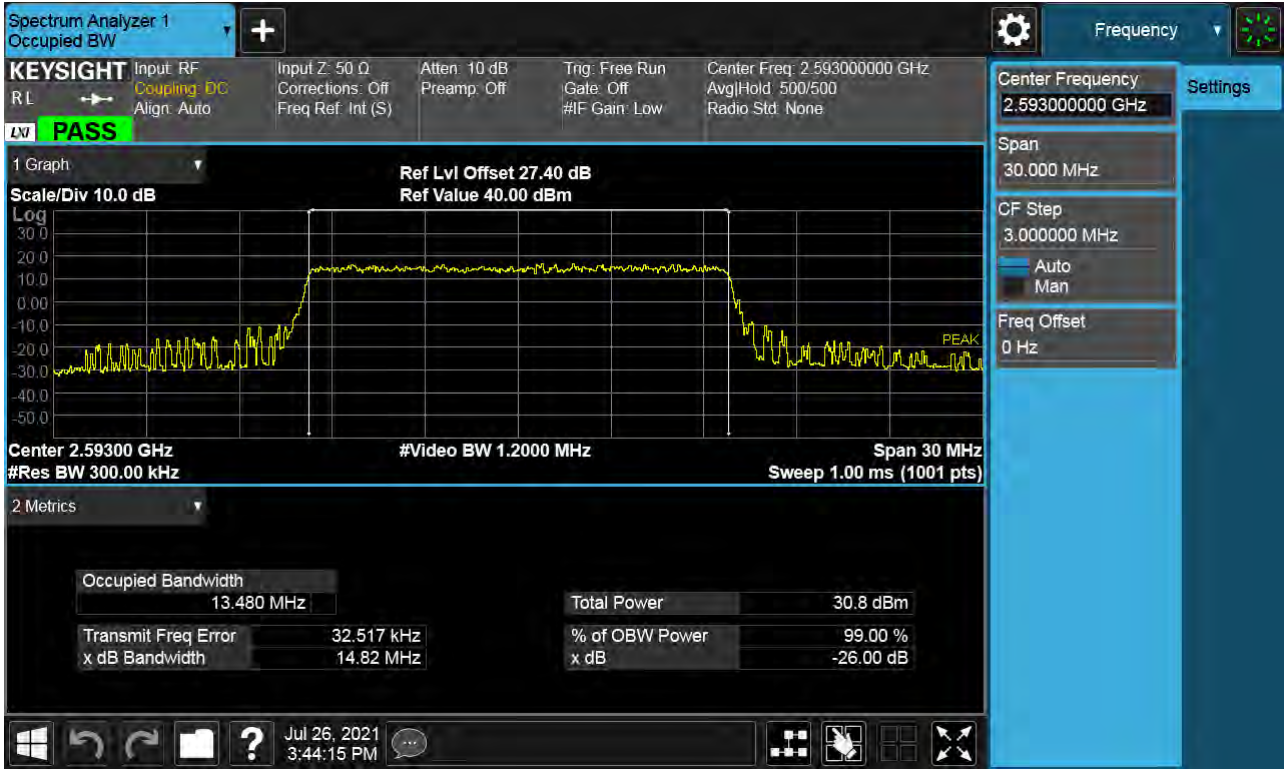 Spectrum Analyzer 1
Occupied BW
+
Frequency
KEYSIGHT
RL
LXI
PASS
Input: RF
Coupling: DC
Align: Auto
Input Z: 50 Ω
Corrections: Off
Freq Ref: Int (S)
Atten: 10 dB
Preamp: Off
Trig: Free Run
Gate: Off
#IF Gain: Low
Center Freq: 2.593000000 GHz
Avg|Hold: 500/500
Radio Std: None
Center Frequency
2.593000000 GHz
Settings
Span
30.000 MHz
CF Step
3.000000 MHz
Auto
Man
Freq Offset
0 Hz
1 Graph
Scale/Div 10.0 dB
Ref Lvl Offset 27.40 dB
Ref Value 40.00 dBm
Log
30.0
20.0
10.0
0.00
-10.0
-20.0
-30.0
-40.0
-50.0
PEAK
Center 2.59300 GHz
#Video BW 1.2000 MHz
Span 30 MHz
#Res BW 300.00 kHz
Sweep 1.00 ms (1001 pts)
2 Metrics
Occupied Bandwidth
13.480 MHz
Total Power 30.8 dBm
Transmit Freq Error 32.517 kHz
% of OBW Power 99.00 %
x dB Bandwidth 14.82 MHz
x dB -26.00 dB
?
Jul 26, 2021
3:44:15 PM